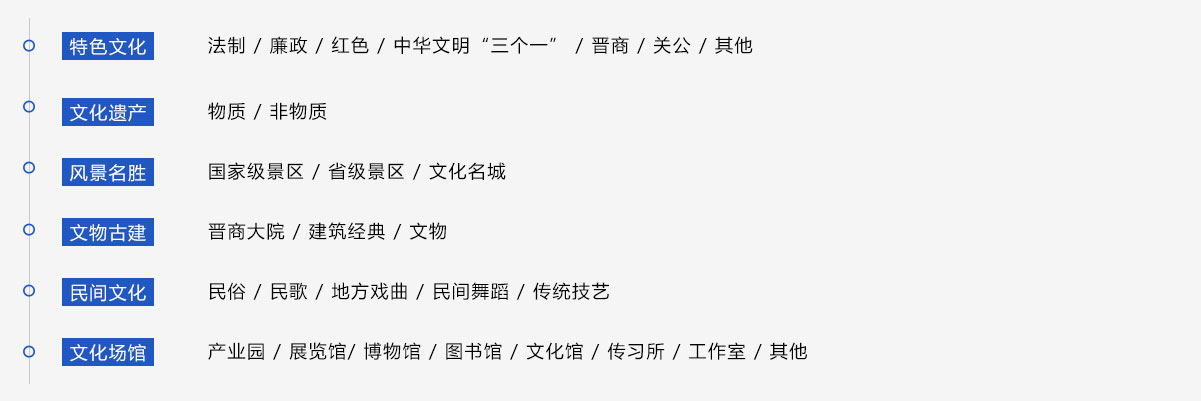 特色文化 法制 / 廉政 / 红色 / 中华文明“三个一” / 晋商 / 关公 / 其他
文化遗产 物质 / 非物质
风景名胜 国家级景区 / 省级景区 / 文化名城
文物古建 晋商大院 / 建筑经典 / 文物
民间文化 民俗 / 民歌 / 地方戏曲 / 民间舞蹈 / 传统技艺
文化场馆 产业园 / 展览馆/ 博物馆 / 图书馆 / 文化馆 / 传习所 / 工作室 / 其他